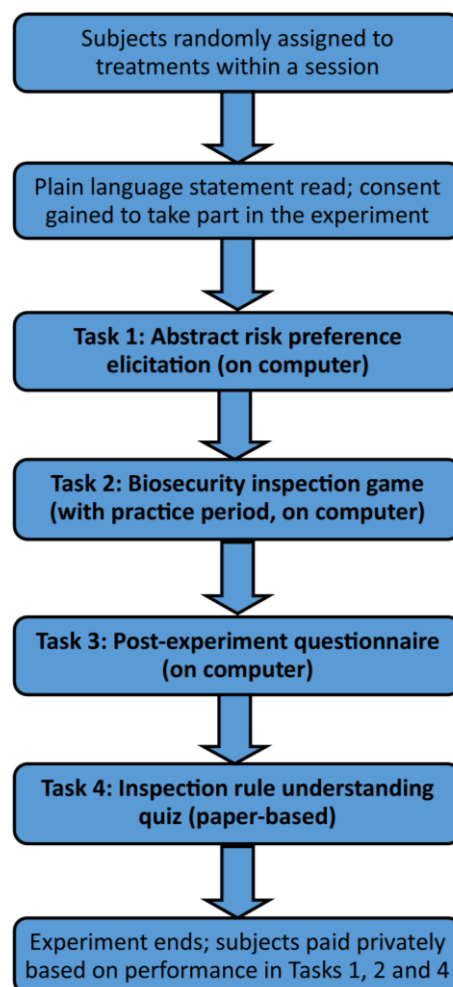 Subjects randomly assigned to
treatments within a session
Plain language statement read; consent
gained to take part in the experiment
Task 1: Abstract risk preference
elicitation (on computer)
Task 2: Biosecurity inspection game
(with practice period, on computer)
Task 3: Post-experiment questionnaire
(on computer)
Task 4: Inspection rule understanding
quiz (paper-based)
Experiment ends; subjects paid privately
based on performance in Tasks 1, 2 and 4